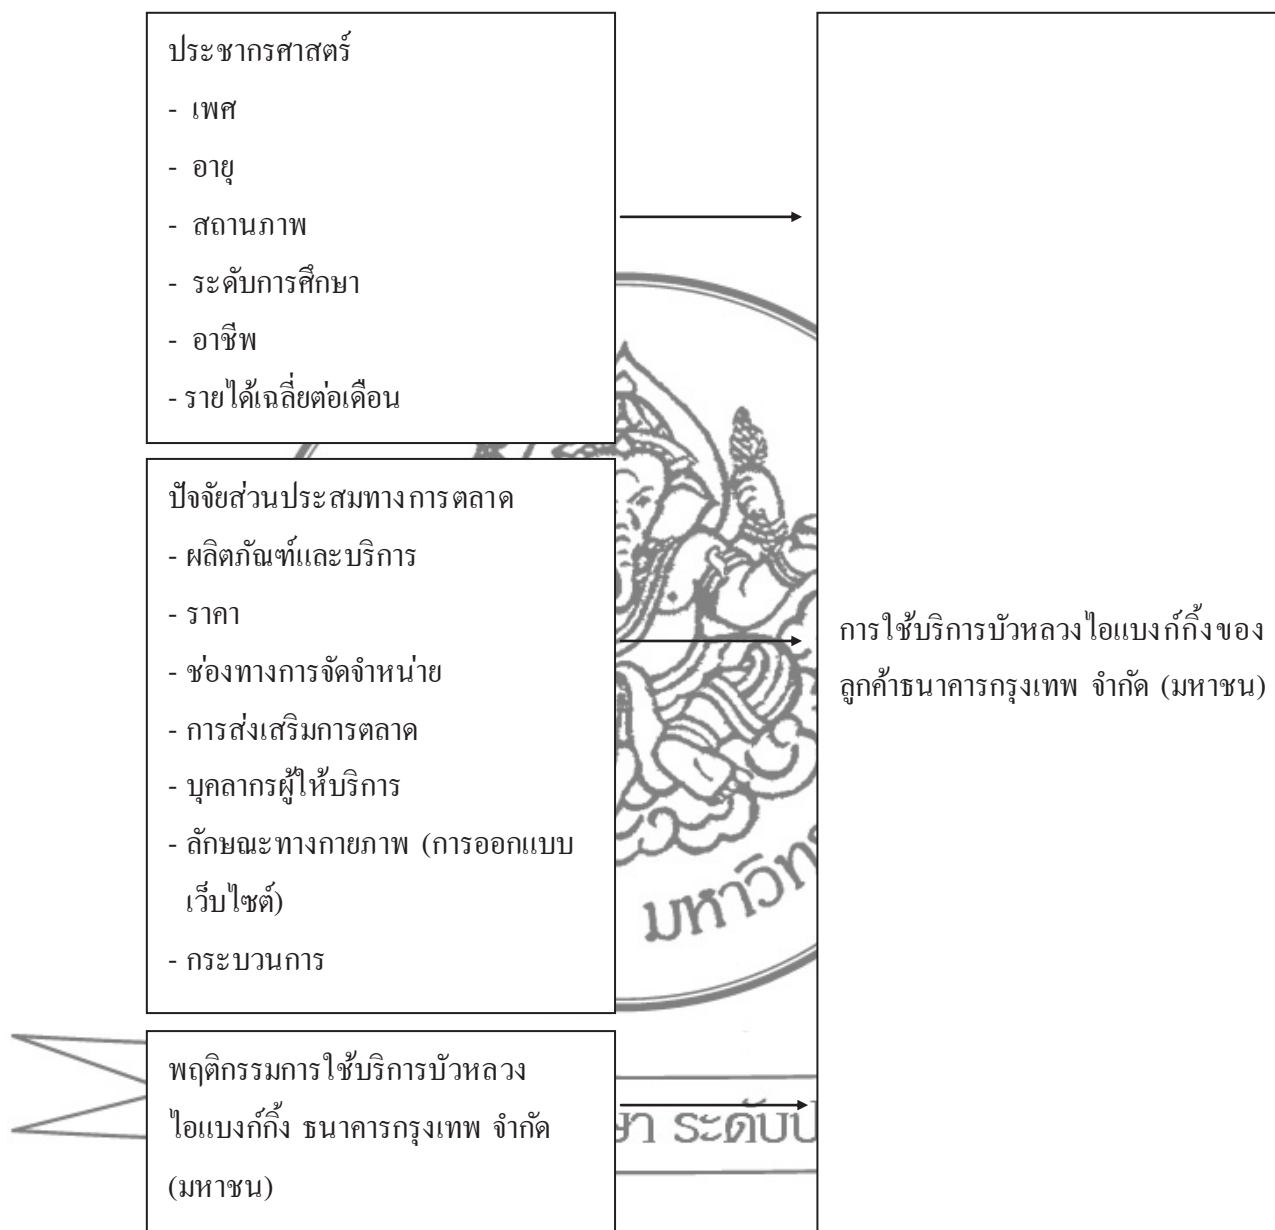 ประชากรศาสตร์
- เพศ
- อายุ
- สถานภาพ
- ระดับการศึกษา
- อาชีพ
- รายได้เฉลี่ยต่อเดือน
ปัจจัยส่วนประสมทางการตลาด
- ผลิตภัณฑ์และบริการ
- ราคา
- ช่องทางการจัดจำหน่าย
- การส่งเสริมการตลาด
- บุคลากรผู้ให้บริการ
- ลักษณะทางกายภาพ (การออกแบบ
เว็บไซต์)
- กระบวนการ
พฤติกรรมการใช้บริการบัวหลวง
ไอแบงก์กิ้ง ธนาคารกรุงเทพ จำกัด
(มหาชน)
การใช้บริการบัวหลวงไอแบงก์กิ้งของ
ลูกค้าธนาคารกรุงเทพ จำกัด (มหาชน)
มหาวิท
ษา ระดับป